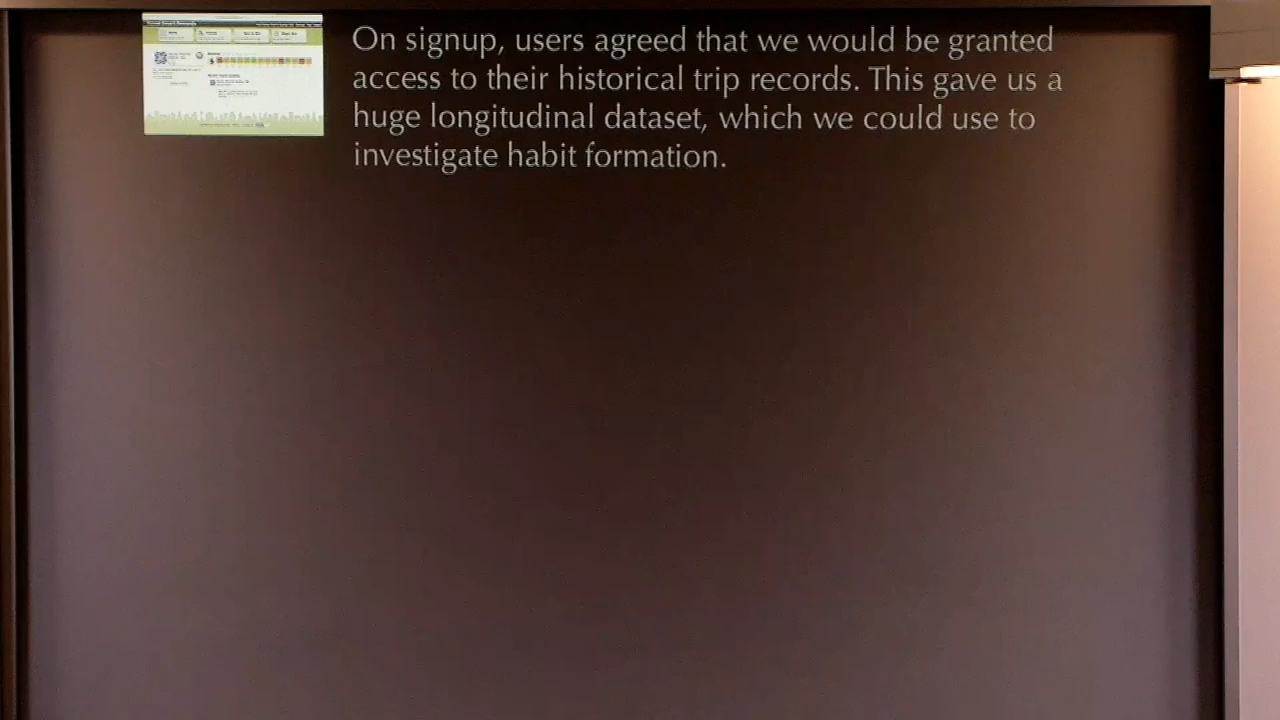 On signup, users agreed that we would be granted
access to their historical trip records. This gave us a
huge longitudinal dataset, which we could use to
investigate habit formation.